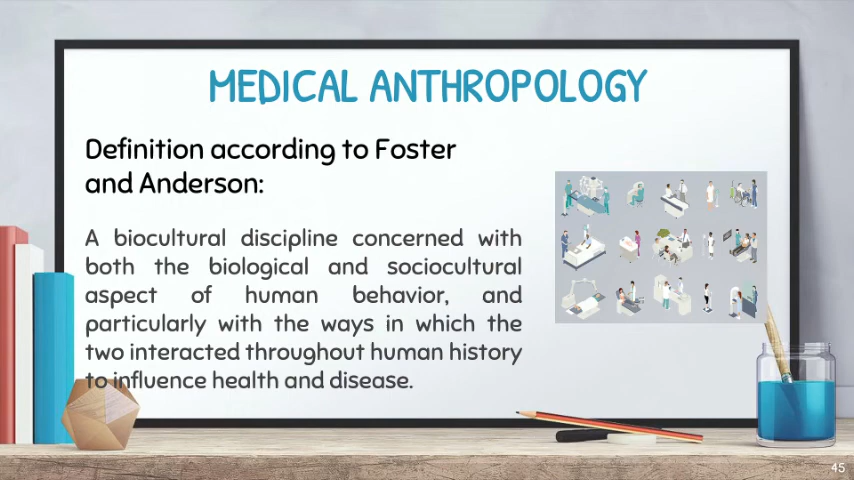 MEDICAL ANTHROPOLOGY
Definition according to Foster
and Anderson:
A biocultural discipline concerned with
both the biological and sociocultural
aspect of human behavior, and
particularly with the ways in which the
two interacted throughout human history
to influence health and disease.
45